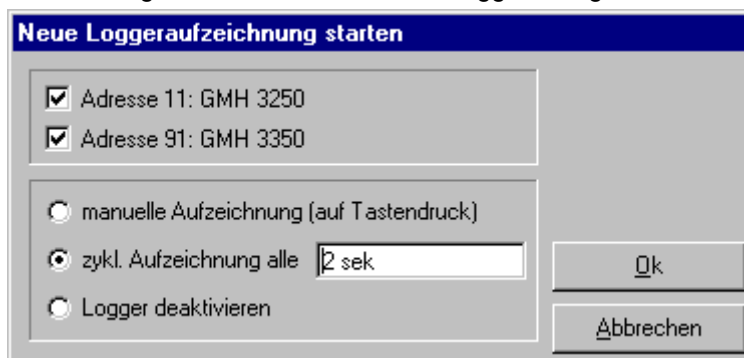 Neue Loggeraufzeichnung starten
Adresse 11: GMH 3250
Adresse 91: GMH 3350
manuelle Aufzeichnung (auf Tastendruck)
zykl. Aufzeichnung alle 2 sek
Logger deaktivieren
Ok
Abbrechen